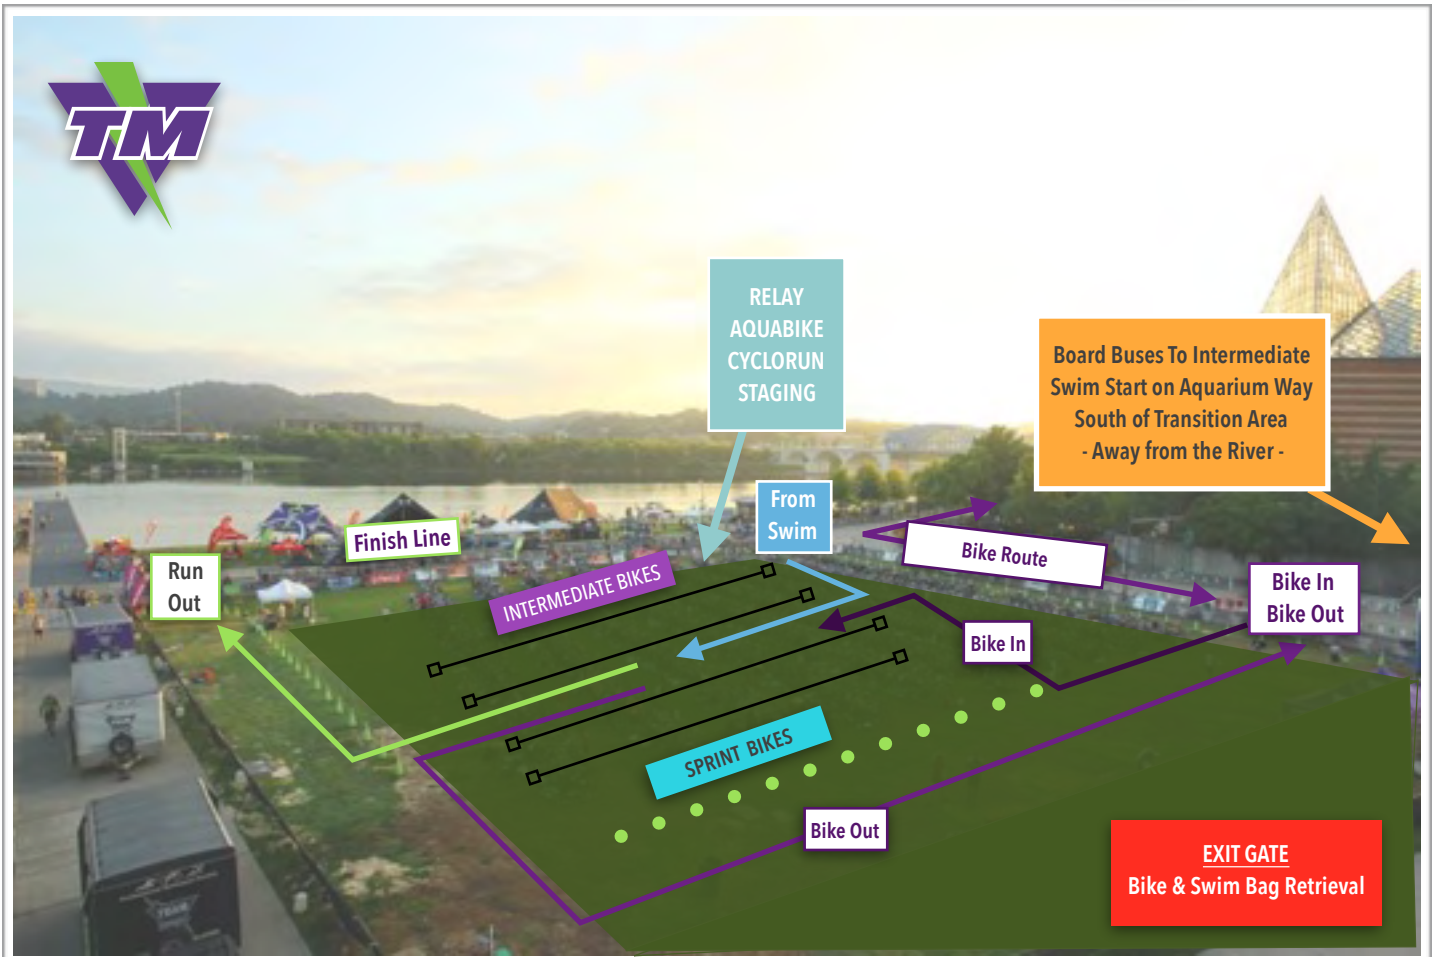 TM
RELAY
AQUABIKE
CYCLORUN
STAGING
Board Buses To Intermediate
Swim Start on Aquarium Way
South of Transition Area
- Away from the River -
From
Swim
Finish Line
Bike Route
Run
Out
INTERMEDIATE BIKES
Bike In
Bike Out
Bike In
SPRINT BIKES
Bike Out
EXIT GATE
Bike & Swim Bag Retrieval
TEAM